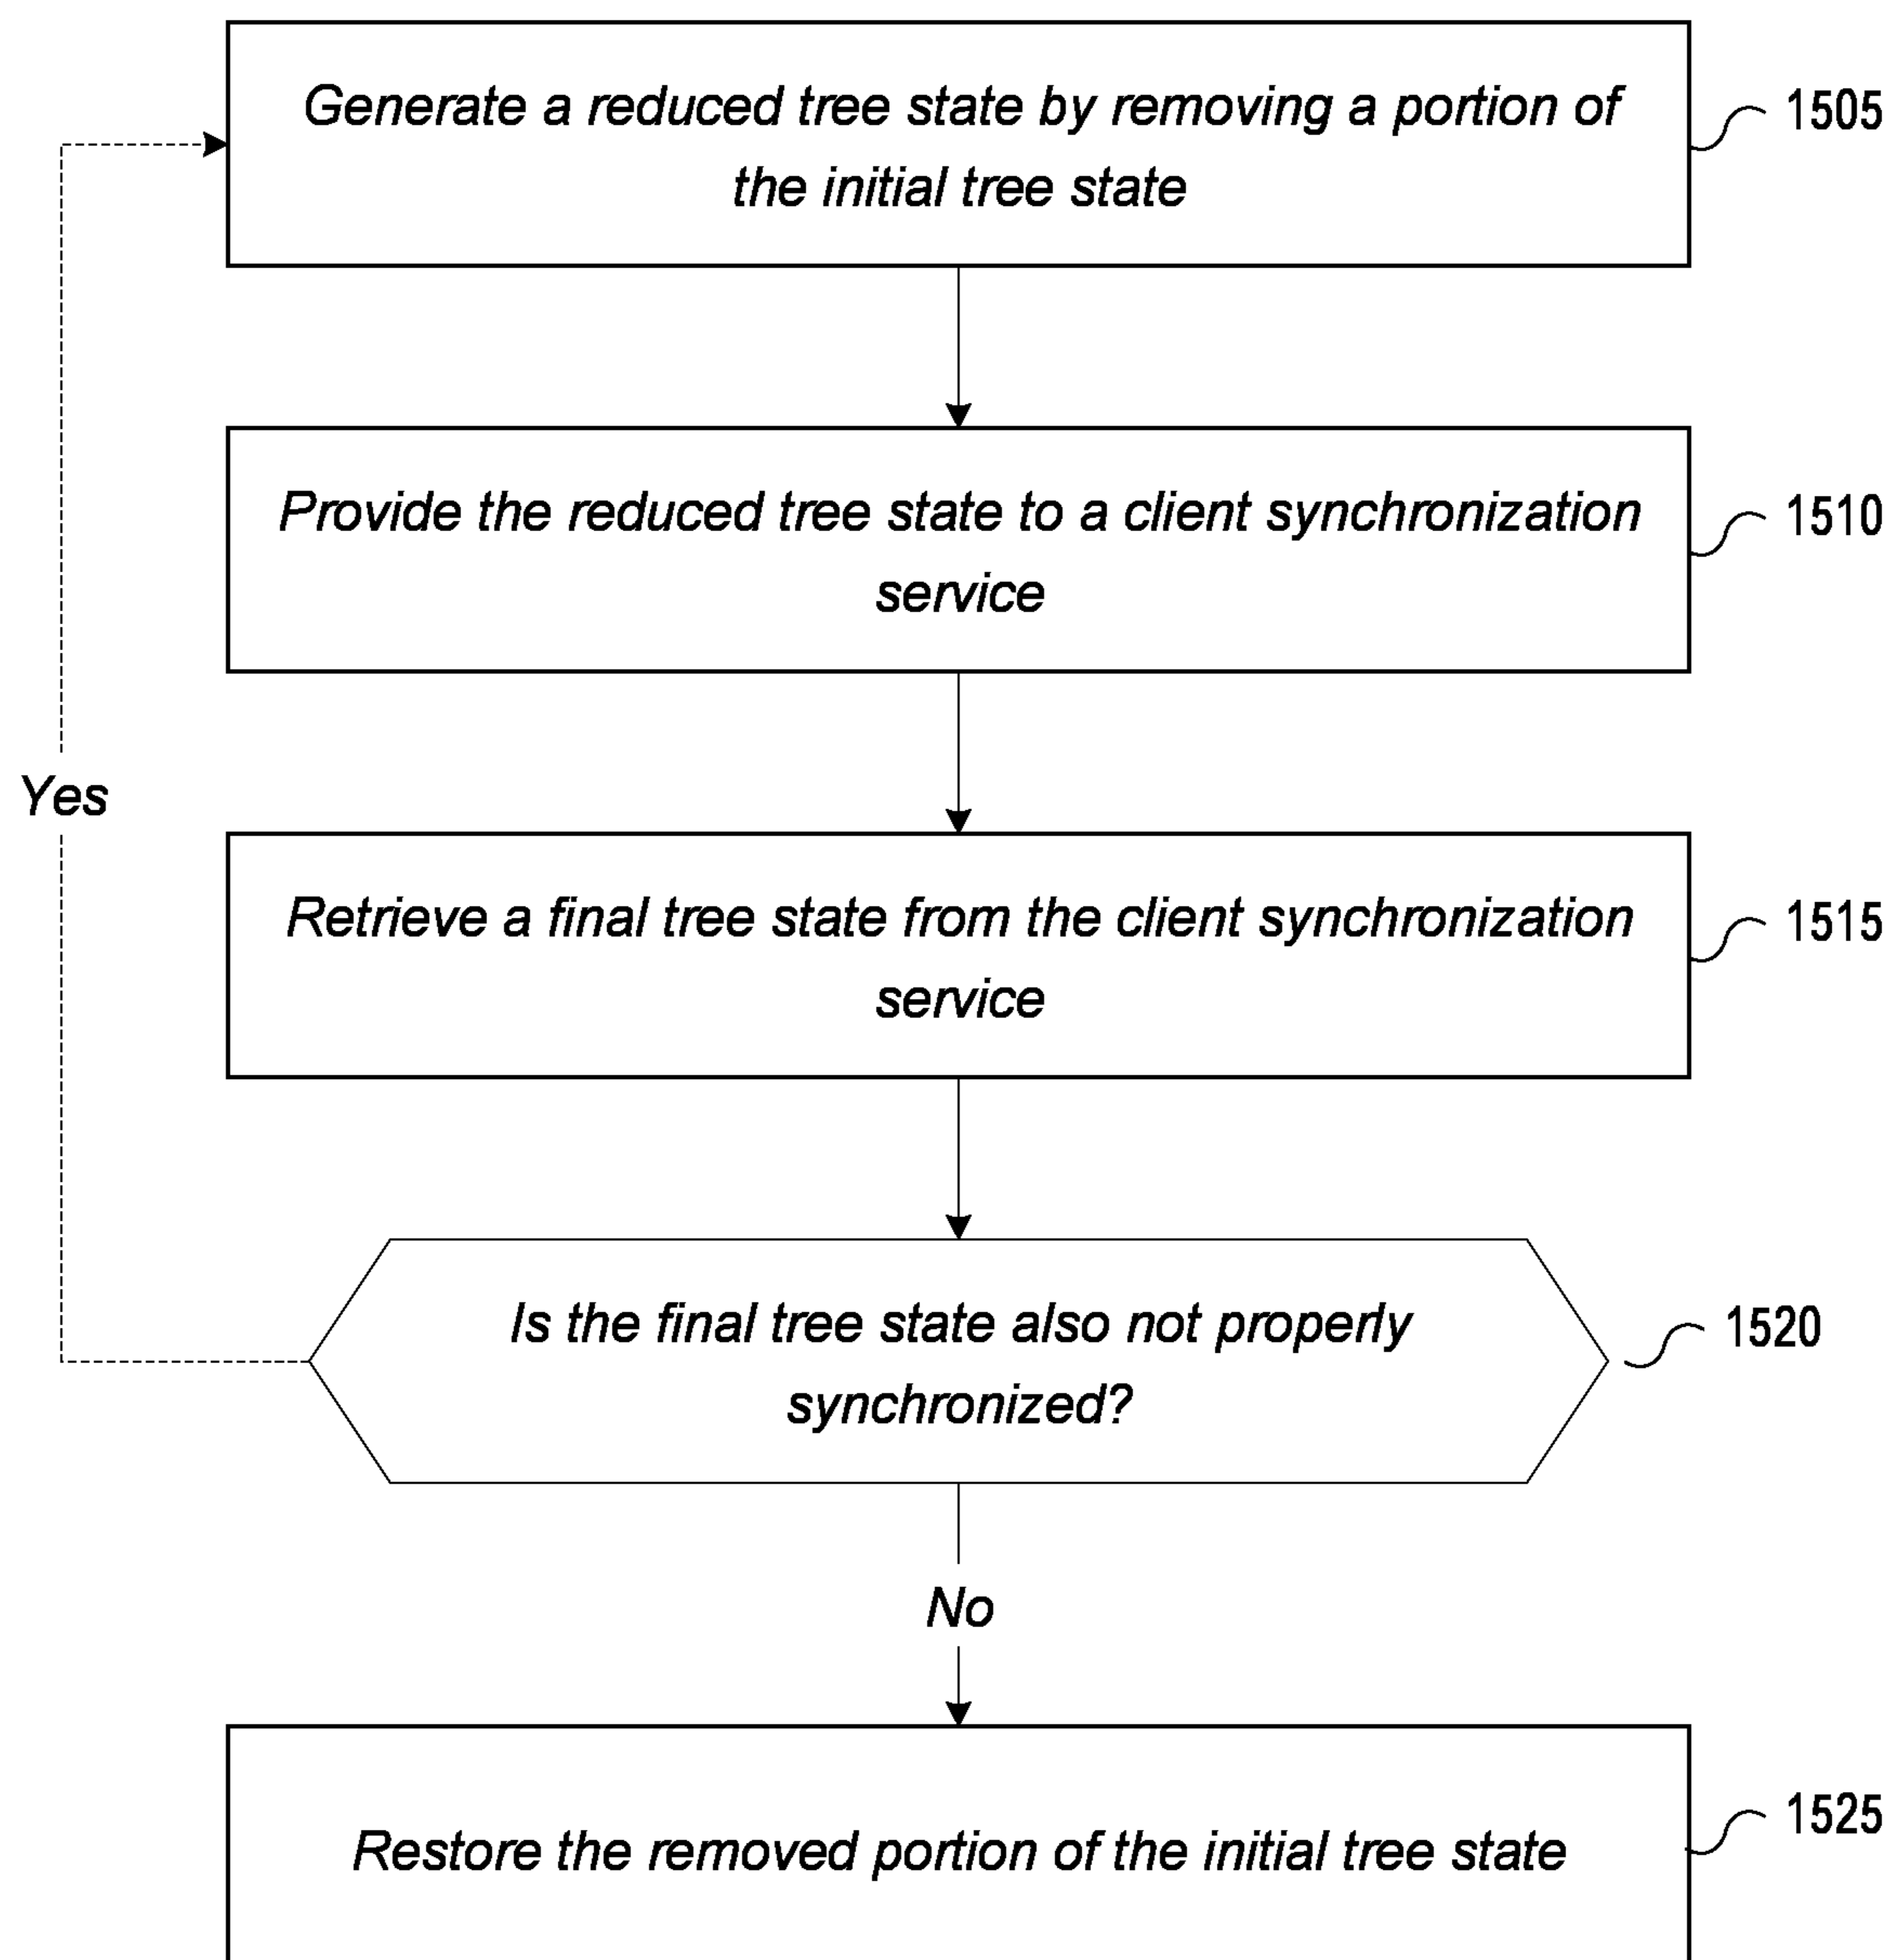 Generate a reduced tree state by removing a portion of
the initial tree state
1505
Provide the reduced tree state to a client synchronization
service
1510
Yes
Retrieve a final tree state from the client synchronization
service
1515
Is the final tree state also not properly
synchronized?
1520
No
Restore the removed portion of the initial tree state
1525